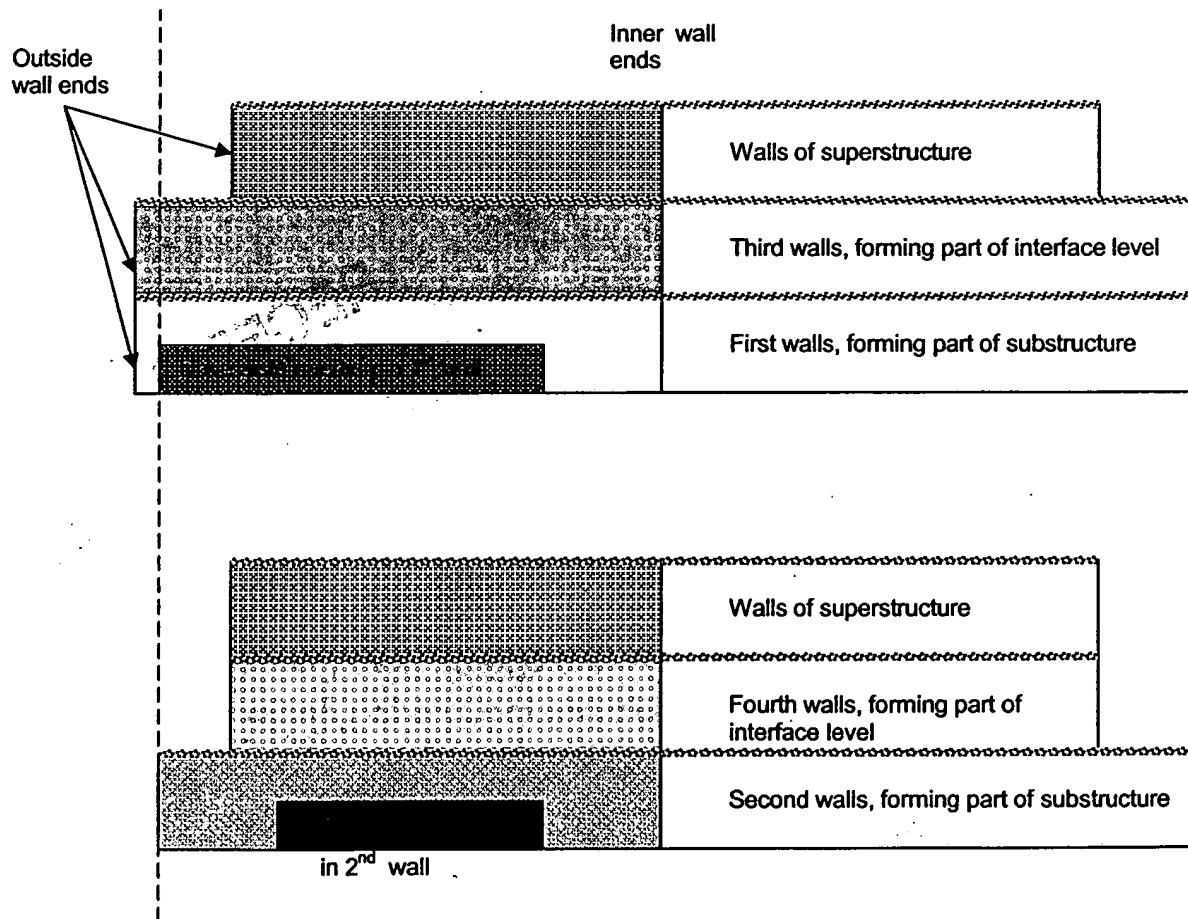 Inner wall
ends
Outside
wall ends
Walls of superstructure
Third walls, forming part of interface level
First walls, forming part of substructure
Walls of superstructure
Fourth walls, forming part of
interface level
Second walls, forming part of substructure
in 2nd wall